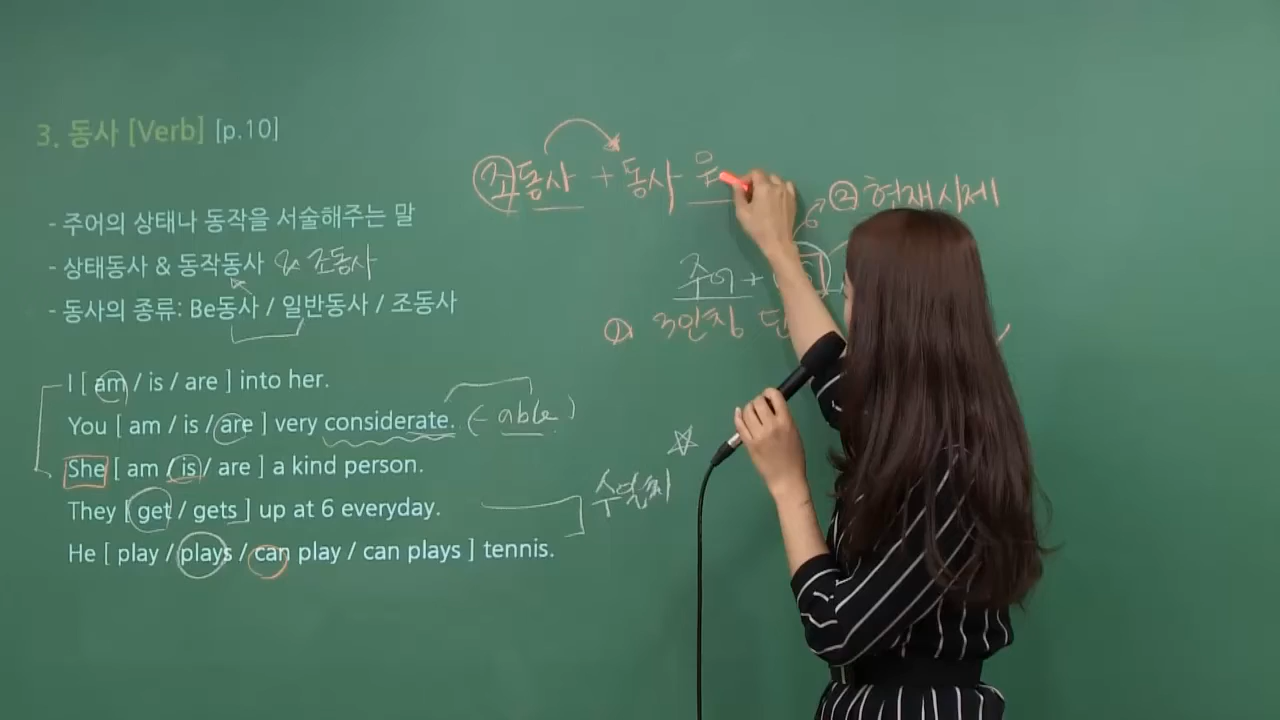 3. 동사 [Verb] [p.10]
- 주어의 상태나 동작을 서술해주는 말
- 상태동사 & 동작동사 & 조동사
- 동사의 종류: Be동사 / 일반동사 / 조동사
I [ am / is / are ] into her.
You [ am / is / are ] very considerate. (-able)
She [ am / is / are ] a kind person.
They [ get / gets ] up at 6 everyday.
수일치
He [ play / plays / can play / can plays ] tennis.
조동사 + 동사
② 현재시제
주어 +
① 3인칭